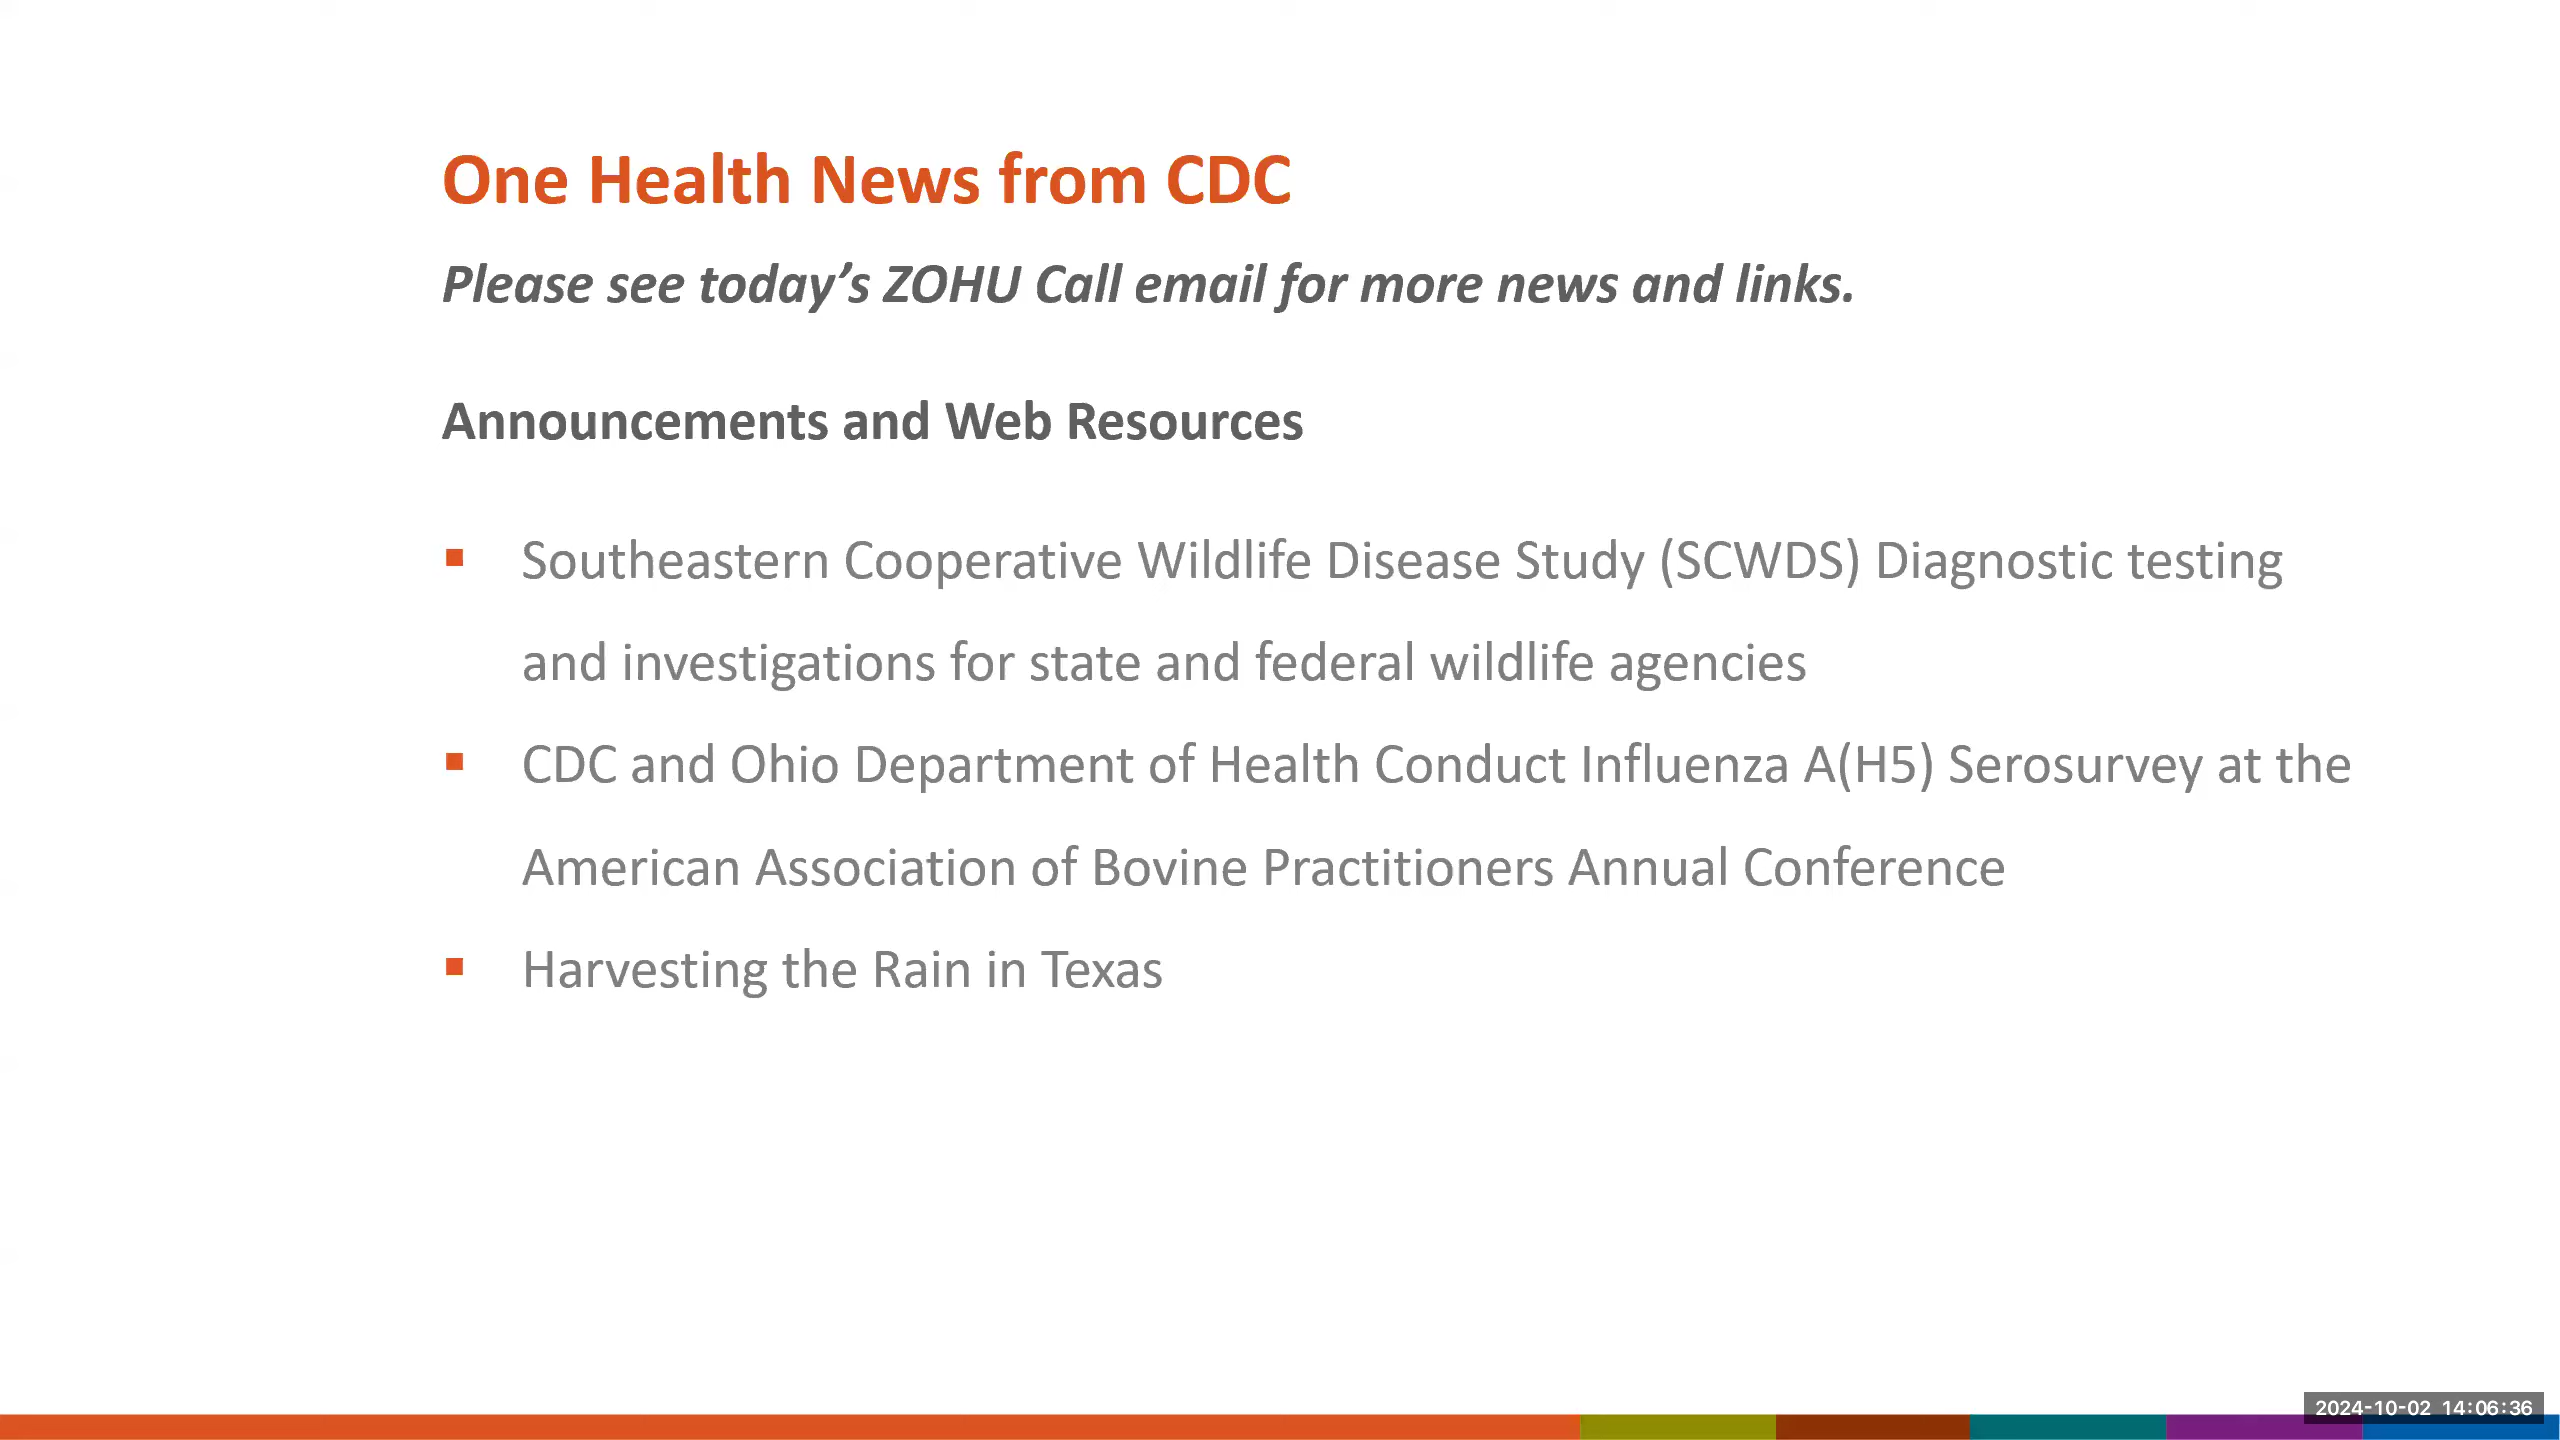 One Health News from CDC
Please see today’s ZOHU Call email for more news and links.
Announcements and Web Resources
▪ Southeastern Cooperative Wildlife Disease Study (SCWDS) Diagnostic testing
and investigations for state and federal wildlife agencies
▪ CDC and Ohio Department of Health Conduct Influenza A(H5) Serosurvey at the
American Association of Bovine Practitioners Annual Conference
▪ Harvesting the Rain in Texas
2024-10-02 14:06:36